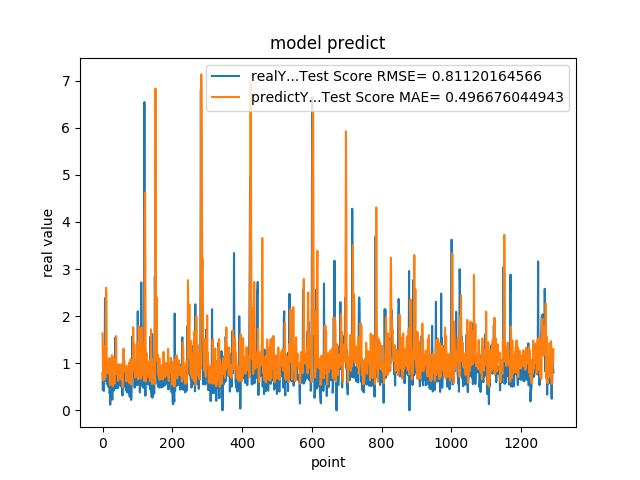 model predict
realY...Test Score RMSE= 0.81120164566
predictY...Test Score MAE= 0.496676044943
7
6
5
4
3
2
1
0
real value
0 200 400 600 800 1000 1200
point